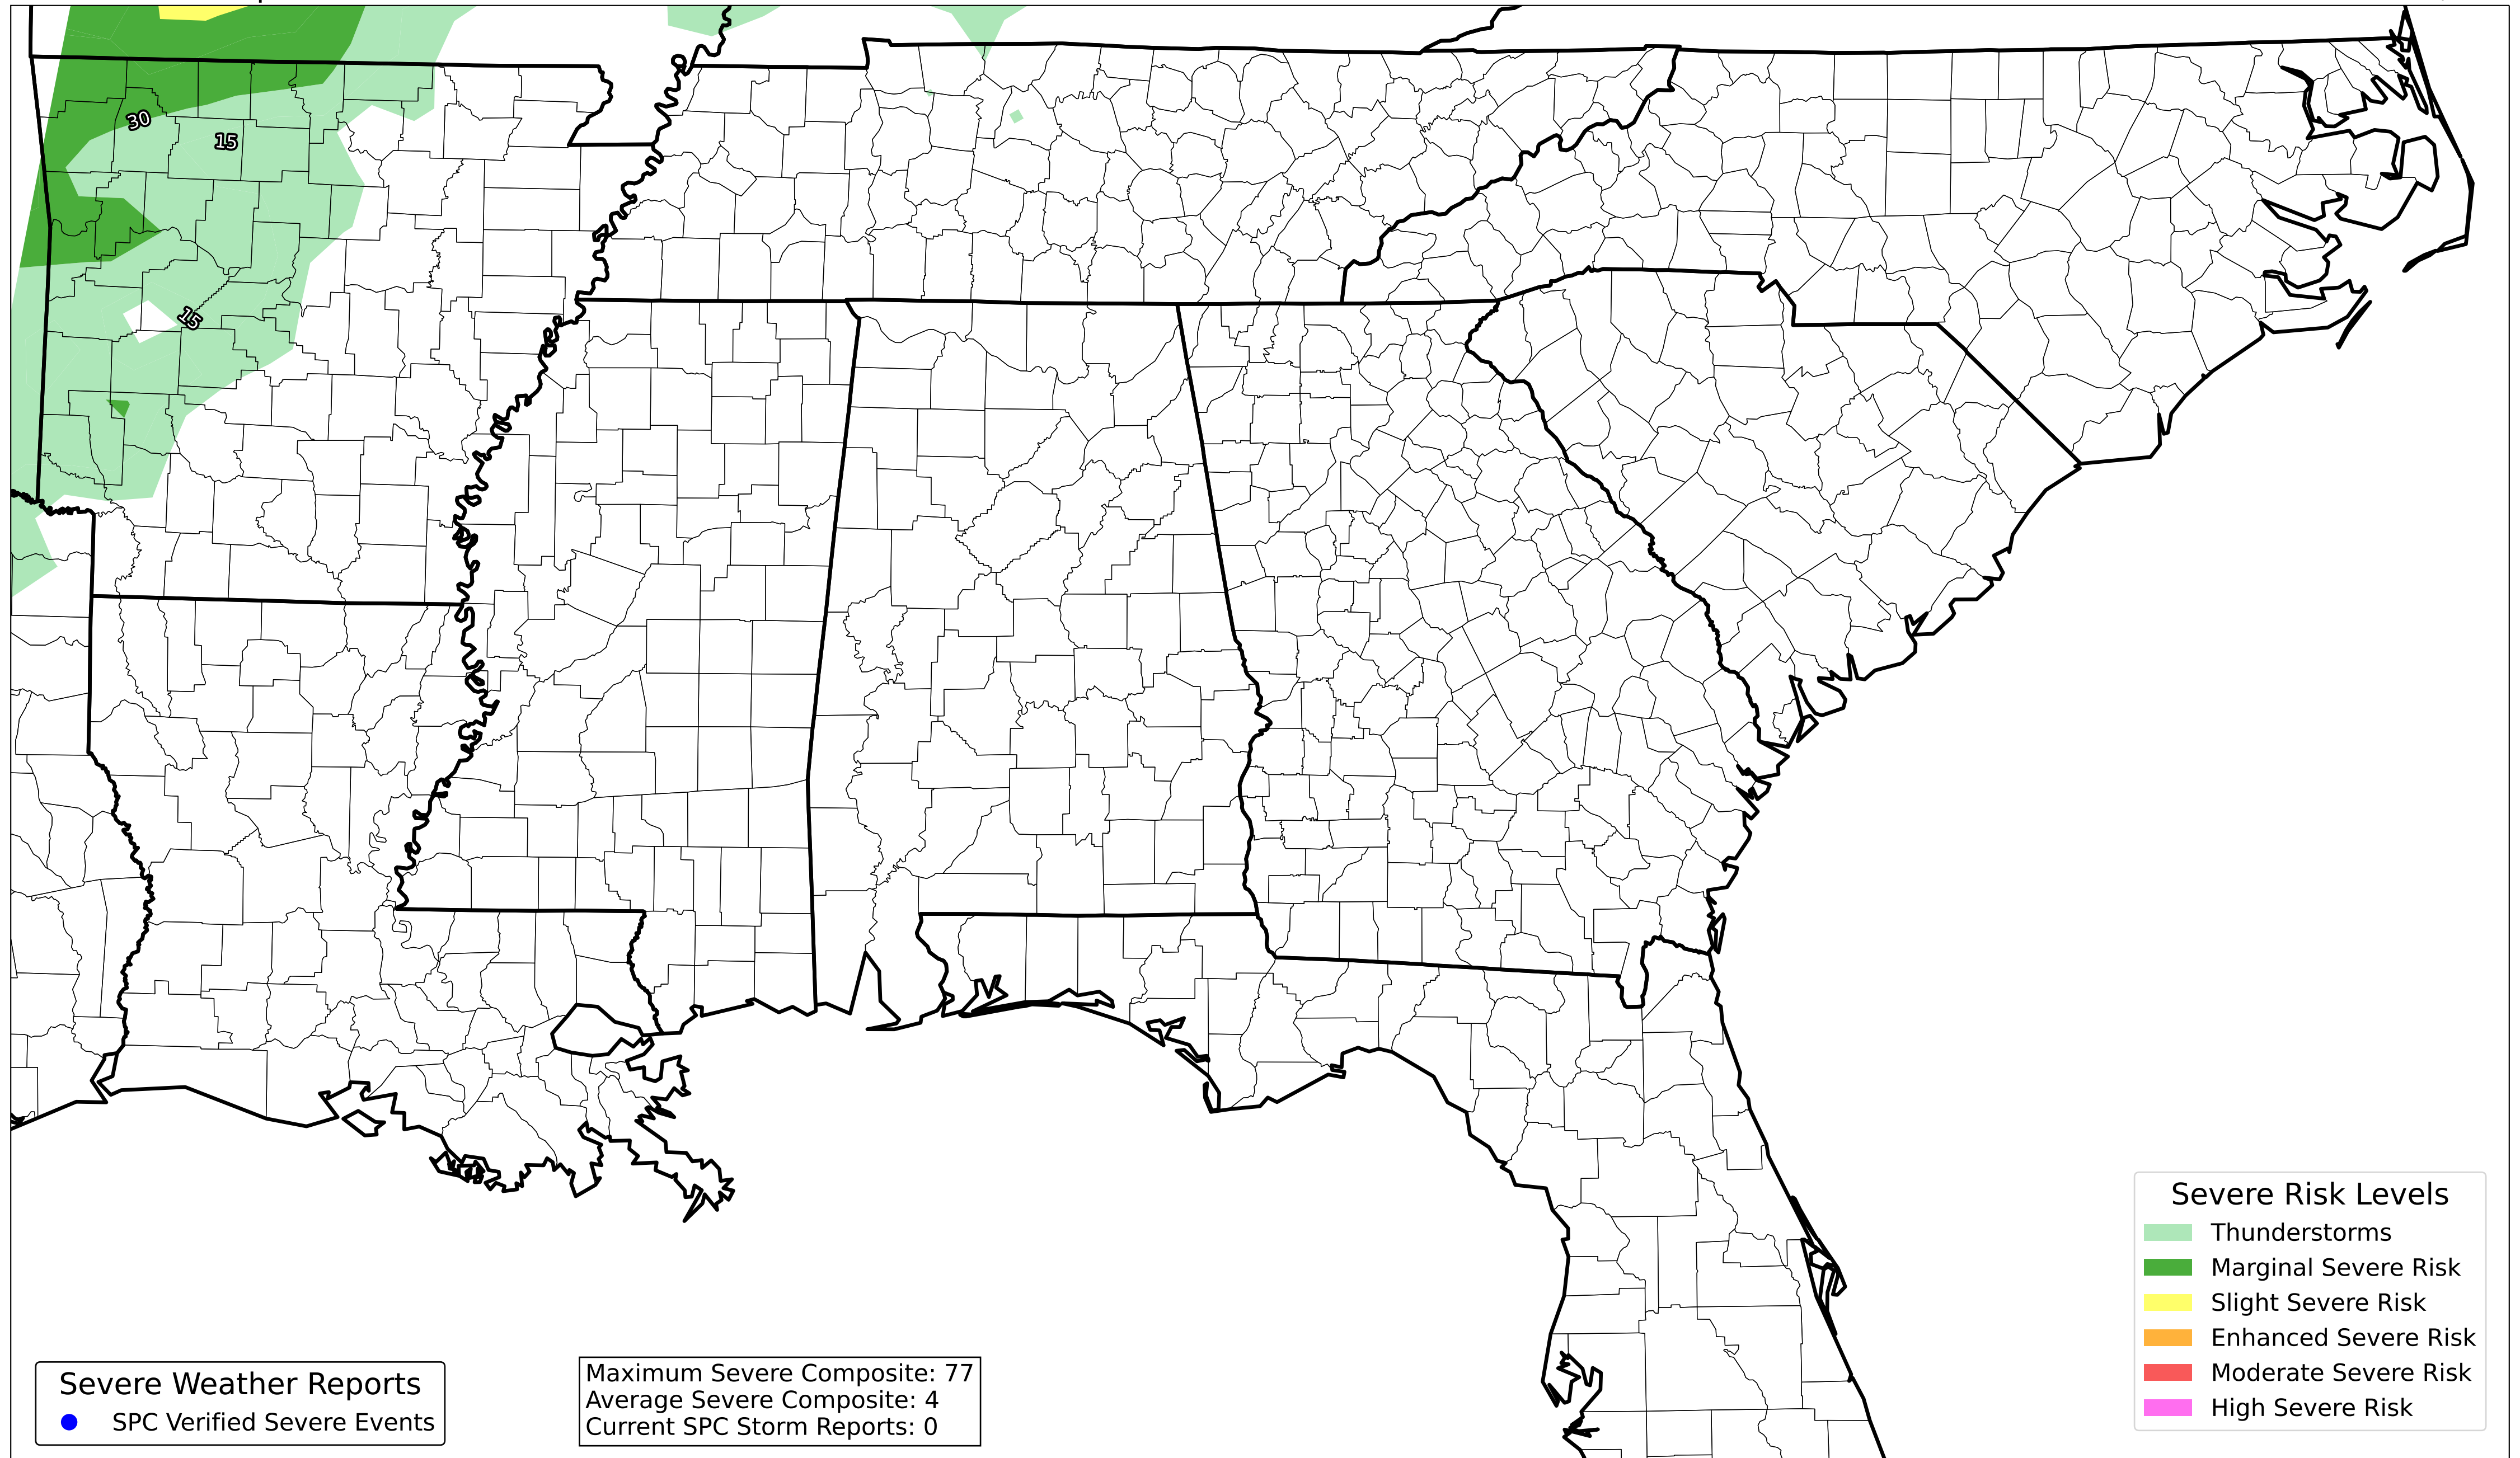 30
15
15
Severe Risk Levels
Thunderstorms
Marginal Severe Risk
Slight Severe Risk
Enhanced Severe Risk
Moderate Severe Risk
High Severe Risk
Severe Weather Reports
SPC Verified Severe Events
Maximum Severe Composite: 77
Average Severe Composite: 4
Current SPC Storm Reports: 0